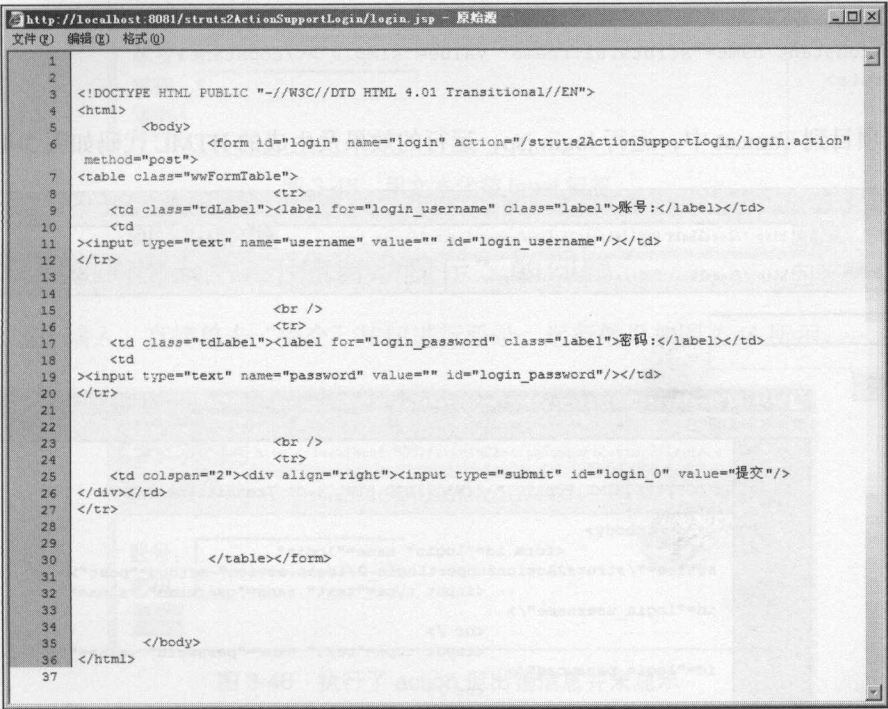 http://localhost:8081/struts2ActionSupportLogin/login.jsp - 原始源
文件(F) 编辑(E) 格式(O)
1
2
3 <!DOCTYPE HTML PUBLIC "-//W3C//DTD HTML 4.01 Transitional//EN">
4 <html>
5 <body>
6 <form id="login" name="login" action="/struts2ActionSupportLogin/login.action"
method="post">
7 <table class="wwFormTable">
8 <tr>
9 <td class="tdLabel"><label for="login_username" class="label">账号:</label></td>
10 <td
11 ><input type="text" name="username" value="" id="login_username"/></td>
12 </tr>
13
14
15 <br />
16 <tr>
17 <td class="tdLabel"><label for="login_password" class="label">密码:</label></td>
18 <td
19 ><input type="text" name="password" value="" id="login_password"/></td>
20 </tr>
21
22
23 <br />
24 <tr>
25 <td colspan="2"><div align="right"><input type="submit" id="login_0" value="提交"/>
26 </div></td>
27 </tr>
28
29
30 </table></form>
31
32
33
34
35 </body>
36 </html>
37